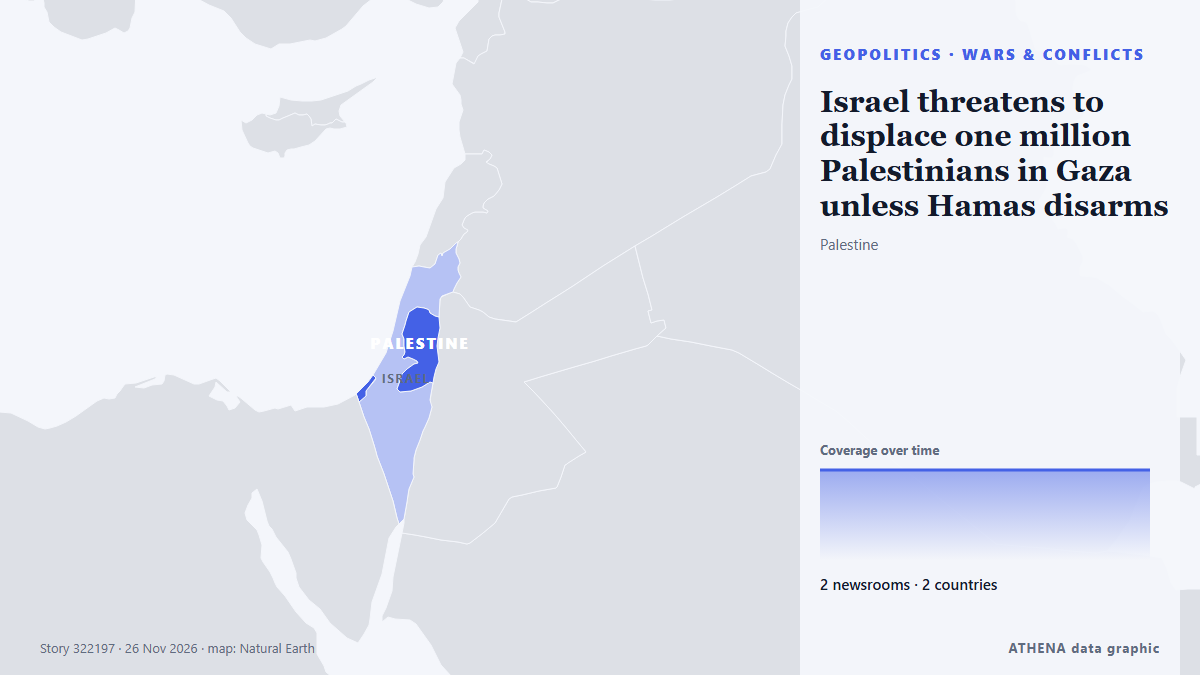 GEOPOLITICS · WARS & CONFLICTS
Israel threatens to
displace one million
Palestinians in Gaza
unless Hamas disarms
Palestine
PALESTINE
ISRAEL
Coverage over time
2 newsrooms · 2 countries
Story 322197 · 26 Nov 2026 · map: Natural Earth
ATHENA data graphic